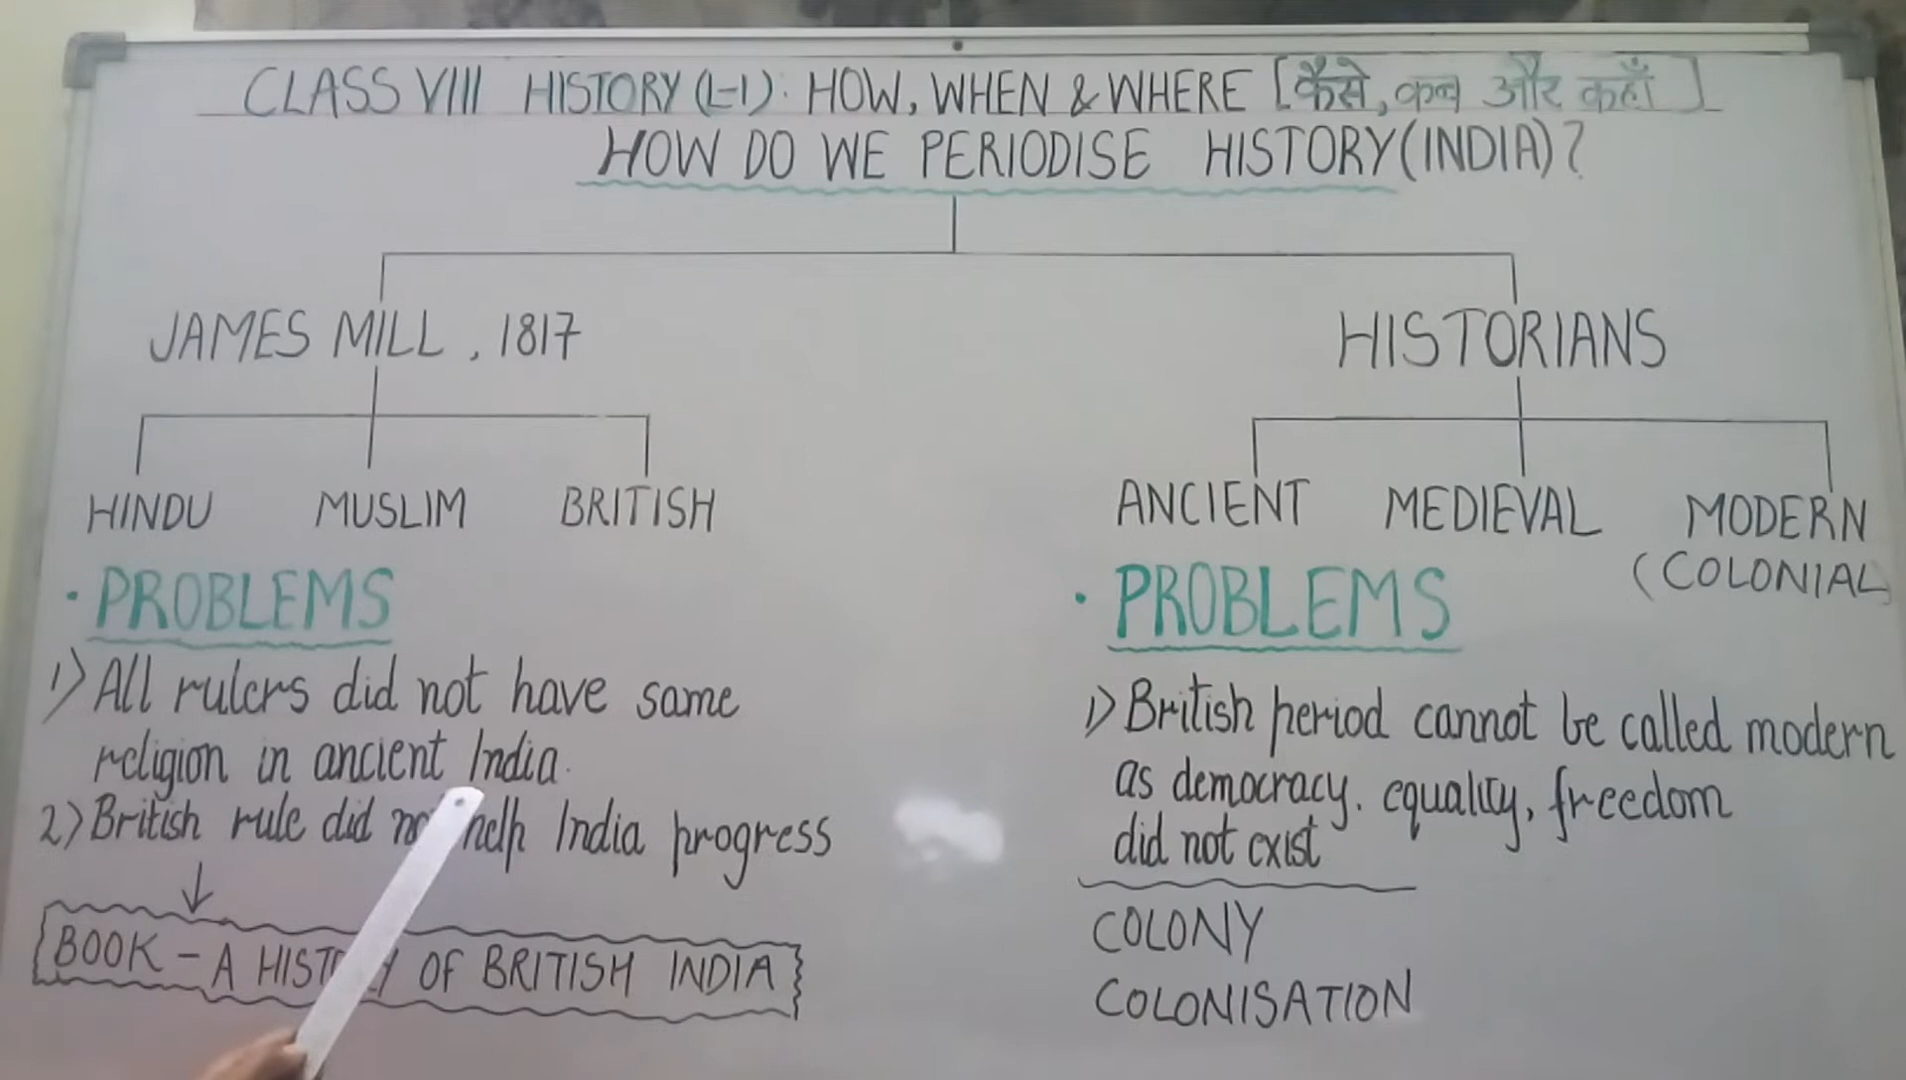 CLASS VIII HISTORY (L-1): HOW, WHEN & WHERE [कैसे, कब और कहाँ]
HOW DO WE PERIODISE HISTORY (INDIA)?
JAMES MILL, 1817
HINDU MUSLIM BRITISH
• PROBLEMS
1) All rulers did not have same
religion in ancient India.
2) British rule did help India progress
BOOK - A OF BRITISH INDIA
HISTORIANS
ANCIENT MEDIEVAL MODERN
(COLONIAL
• PROBLEMS
1) British period cannot be called modern
as democracy. equality, freedom
did not exist
COLONY
COLONISATION